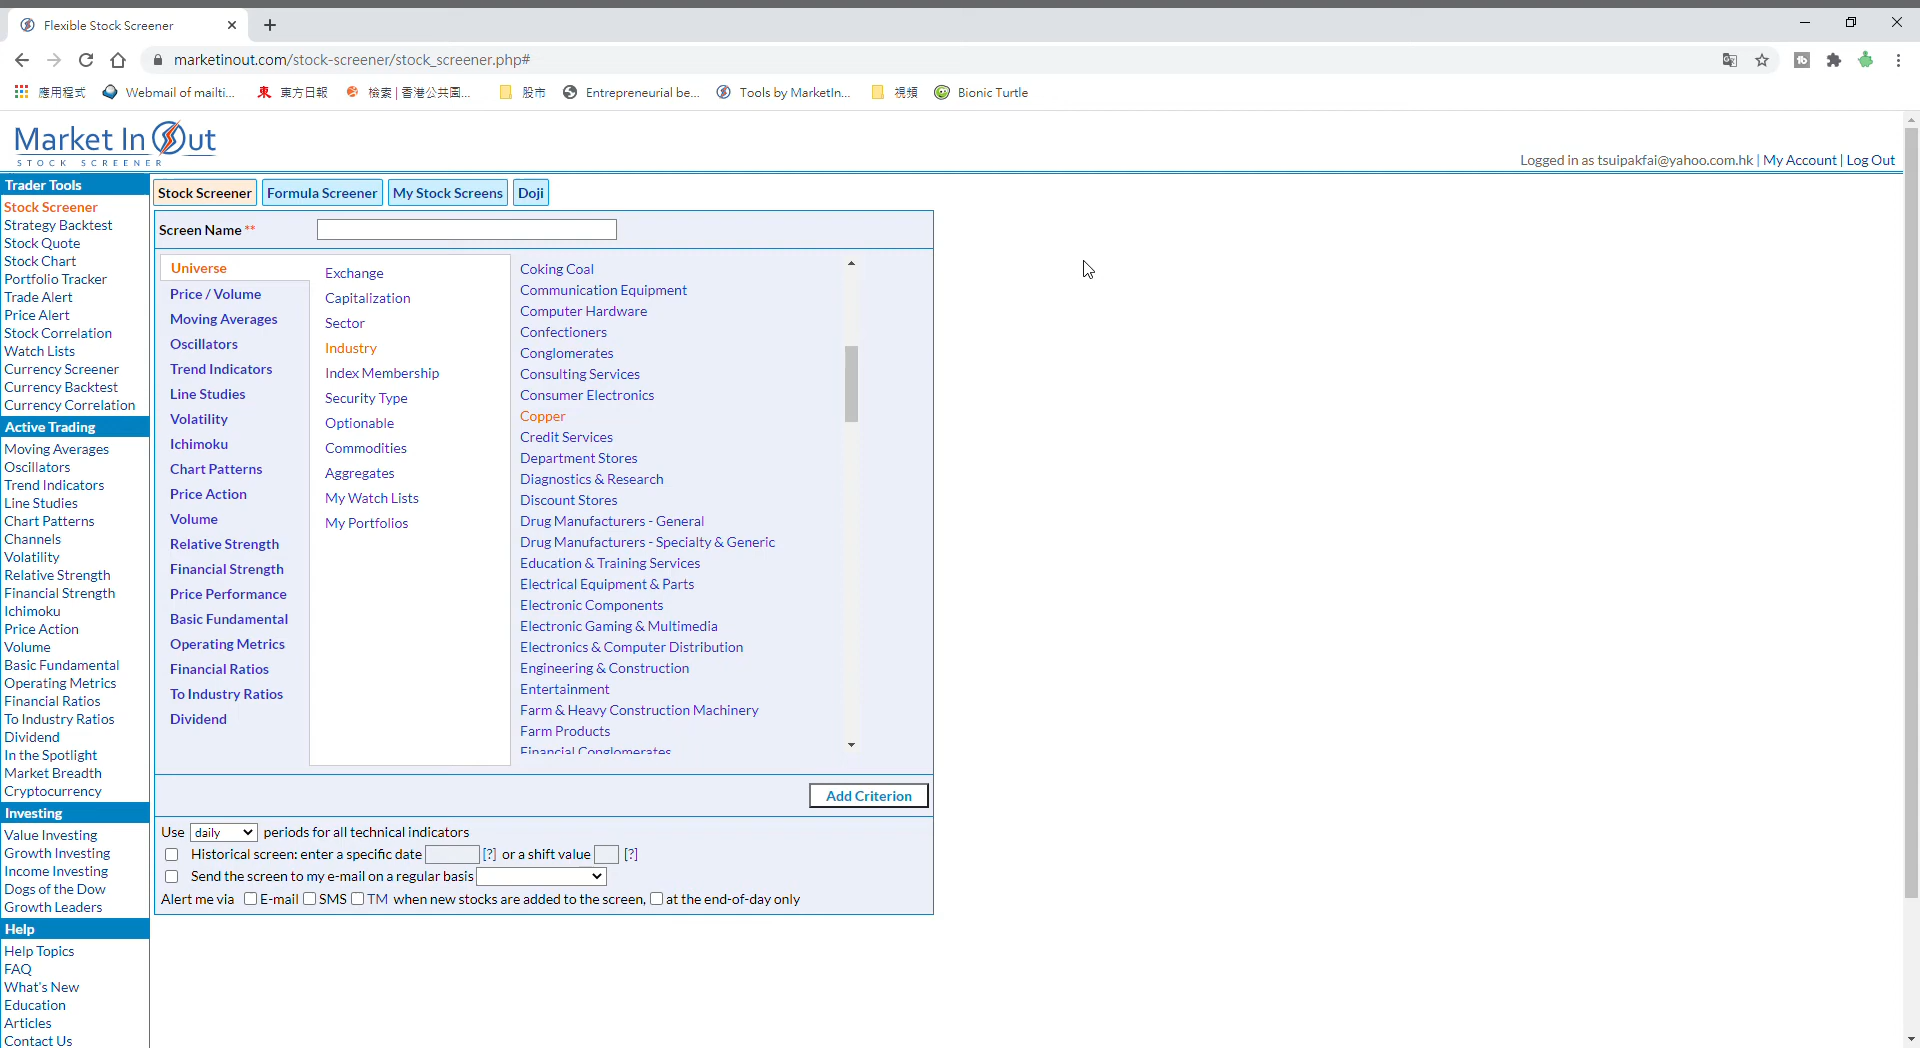 Flexible Stock Screener
marketinout.com/stock-screener/stock_screener.php#
應用程式 Webmail of mailti... 東方日報 檢索 | 香港公共圖... 股市 Entrepreneurial be... Tools by MarketIn... 視頻 Bionic Turtle
Market In Out
STOCK SCREENER
Logged in as tsuipakfai@yahoo.com.hk | My Account | Log Out
Trader Tools
Stock Screener
Strategy Backtest
Stock Quote
Stock Chart
Portfolio Tracker
Trade Alert
Price Alert
Stock Correlation
Watch Lists
Currency Screener
Currency Backtest
Currency Correlation
Active Trading
Moving Averages
Oscillators
Trend Indicators
Line Studies
Chart Patterns
Channels
Volatility
Relative Strength
Financial Strength
Ichimoku
Price Action
Volume
Basic Fundamental
Operating Metrics
Financial Ratios
To Industry Ratios
Dividend
In the Spotlight
Market Breadth
Cryptocurrency
Investing
Value Investing
Growth Investing
Income Investing
Dogs of the Dow
Growth Leaders
Help
Help Topics
FAQ
What's New
Education
Articles
Contact Us
Stock Screener Formula Screener My Stock Screens Doji
Screen Name **
Universe
Price / Volume
Moving Averages
Oscillators
Trend Indicators
Line Studies
Volatility
Ichimoku
Chart Patterns
Price Action
Volume
Relative Strength
Financial Strength
Price Performance
Basic Fundamental
Operating Metrics
Financial Ratios
To Industry Ratios
Dividend
Exchange
Capitalization
Sector
Industry
Index Membership
Security Type
Optionable
Commodities
Aggregates
My Watch Lists
My Portfolios
Coking Coal
Communication Equipment
Computer Hardware
Confectioners
Conglomerates
Consulting Services
Consumer Electronics
Copper
Credit Services
Department Stores
Diagnostics & Research
Discount Stores
Drug Manufacturers - General
Drug Manufacturers - Specialty & Generic
Education & Training Services
Electrical Equipment & Parts
Electronic Components
Electronic Gaming & Multimedia
Electronics & Computer Distribution
Engineering & Construction
Entertainment
Farm & Heavy Construction Machinery
Farm Products
Financial Conglomerates
Add Criterion
Use daily periods for all technical indicators
Historical screen: enter a specific date [?] or a shift value [?]
Send the screen to my e-mail on a regular basis
Alert me via E-mail SMS TM when new stocks are added to the screen, at the end-of-day only